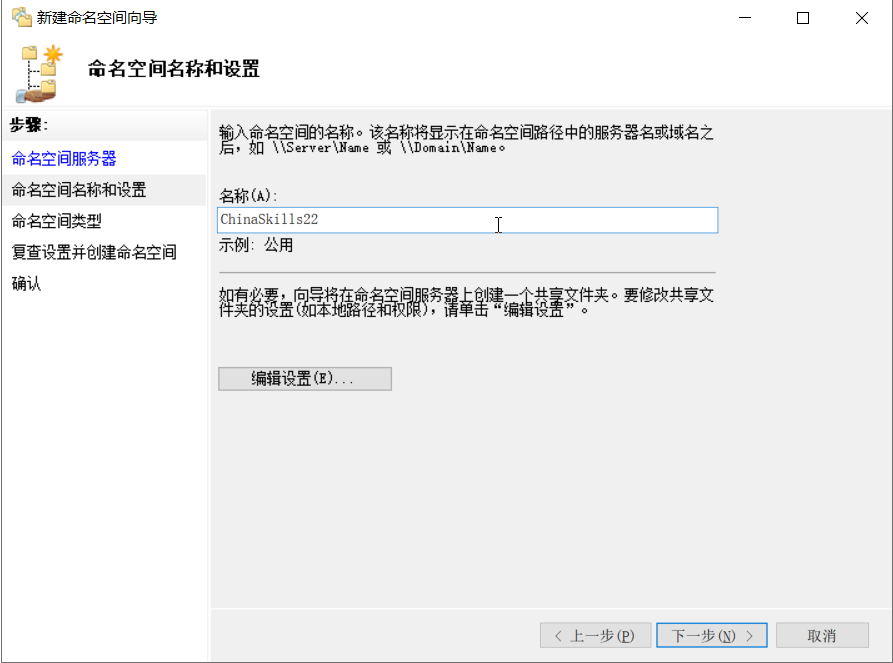 新建命名空间向导
命名空间名称和设置
步骤:
命名空间服务器
命名空间名称和设置
命名空间类型
复查设置并创建命名空间
确认
输入命名空间的名称。该名称将显示在命名空间路径中的服务器名或域名之
后，如 \\Server\Name 或 \\Domain\Name。
名称(A):
ChinaSkills22
示例: 公用
如有必要，向导将在命名空间服务器上创建一个共享文件夹。要修改共享文
件夹的设置(如本地路径和权限)，请单击“编辑设置”。
编辑设置(E)...
< 上一步(P)
下一步(N) >
取消